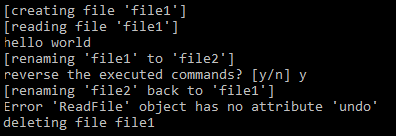 [creating file 'file1']
[reading file 'file1']
hello world
[renaming 'file1' to 'file2']
reverse the executed commands? [y/n] y
[renaming 'file2' back to 'file1']
Error 'ReadFile' object has no attribute 'undo'
deleting file file1